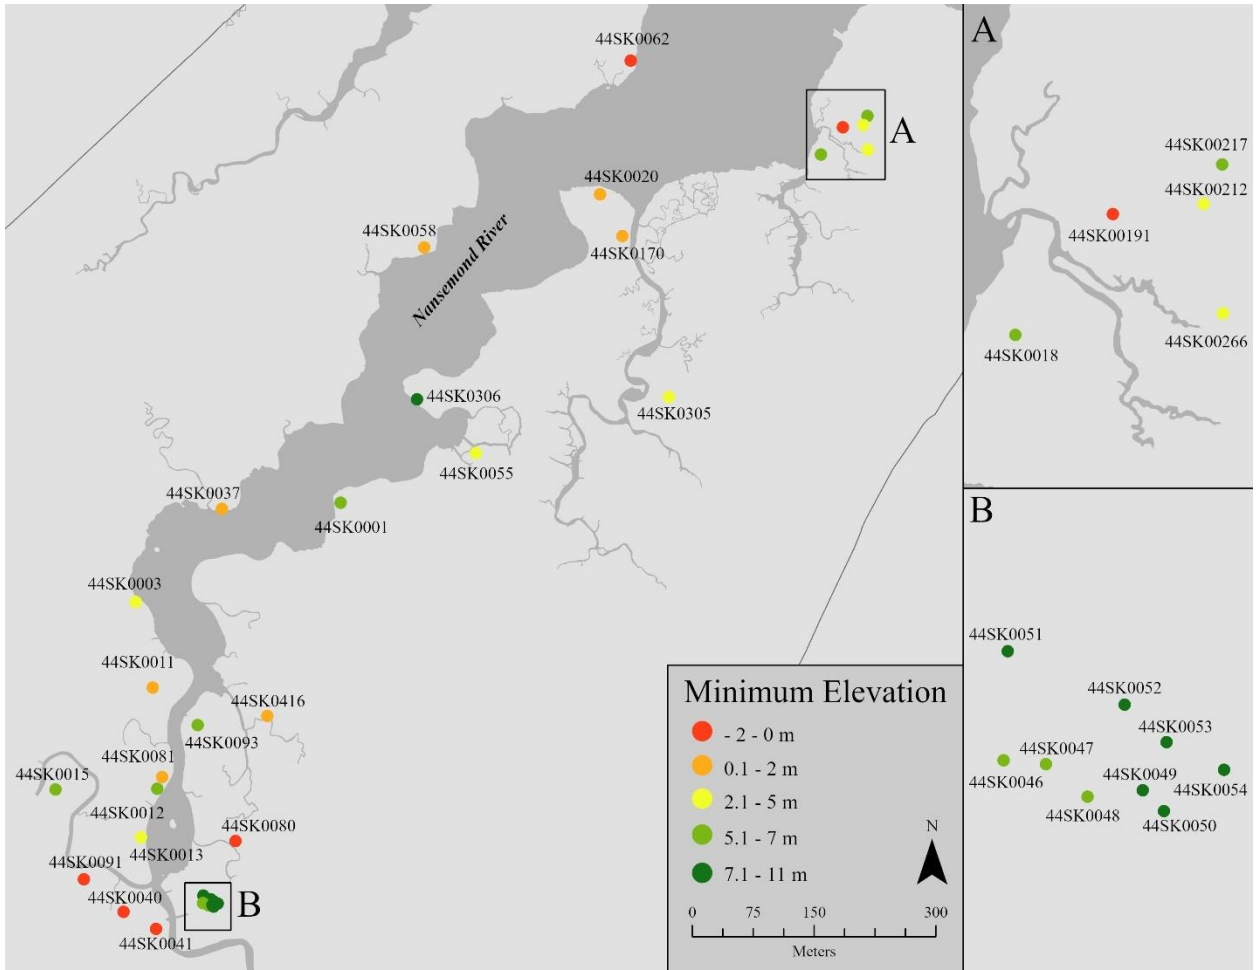 44SK0062
A
44SK0020
44SK0058
44SK0170
Nansemond River
44SK0306
44SK0305
44SK0055
44SK0037
44SK0001
44SK0003
44SK0011
44SK0416
44SK0093
44SK0081
44SK0015
44SK0012
44SK0080
44SK0013
44SK0091
44SK0040
B
44SK0041
Minimum Elevation
- 2 - 0 m
0.1 - 2 m
2.1 - 5 m
5.1 - 7 m
7.1 - 11 m
N
0 75 150 300
Meters
A
44SK00217
44SK00212
44SK00191
44SK00266
44SK0018
B
44SK0051
44SK0052
44SK0053
44SK0047
44SK0046
44SK0049
44SK0054
44SK0048
44SK0050